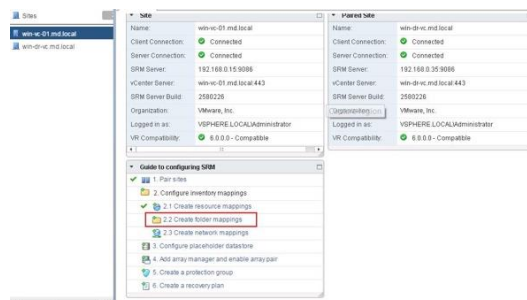 Sites
win-vc-01.md.local
win-dr-vc.md.local
Site
Name: win-vc-01.md.local
Client Connection: Connected
Server Connection: Connected
SRM Server: 192.168.0.15:9086
vCenter Server: win-vc-01.md.local:443
SRM Server Build: 2580226
Organization: VMware, Inc.
Logged in as: VSPHERE.LOCAL\Administrator
VR Compatibility: 6.0.0.0 - Compatible
Paired Site
Name: win-dr-vc.md.local
Client Connection: Connected
Server Connection: Connected
SRM Server: 192.168.0.35:9086
vCenter Server: win-dr-vc.md.local:443
SRM Server Build: 2580226
VMware, Inc.
Logged in as: VSPHERE.LOCAL\Administrator
VR Compatibility: 6.0.0.0 - Compatible
Guide to configuring SRM
1. Pair sites
2. Configure inventory mappings
2.1 Create resource mappings
2.2 Create folder mappings
2.3 Create network mappings
3. Configure placeholder datastore
4. Add array manager and enable array pair
5. Create a protection group
6. Create a recovery plan